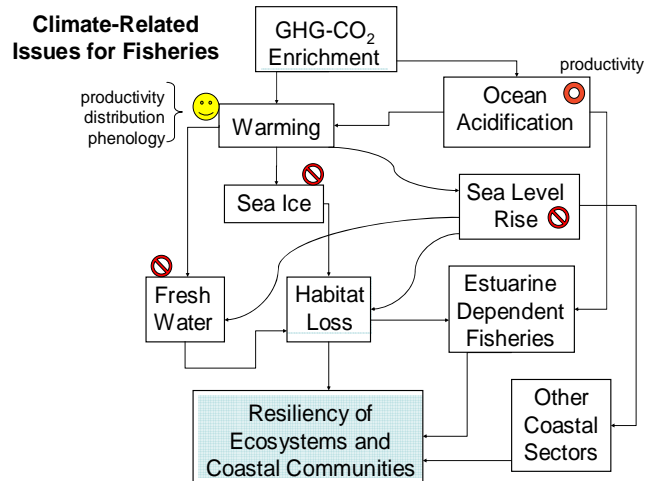 Climate-Related
Issues for Fisheries
GHG-CO₂
Enrichment
productivity
productivity
distribution
phenology
Warming
Ocean
Acidification
Sea Ice
Sea Level
Rise
Fresh
Water
Habitat
Loss
Estuarine
Dependent
Fisheries
Resiliency of
Ecosystems and
Coastal Communities
Other
Coastal
Sectors